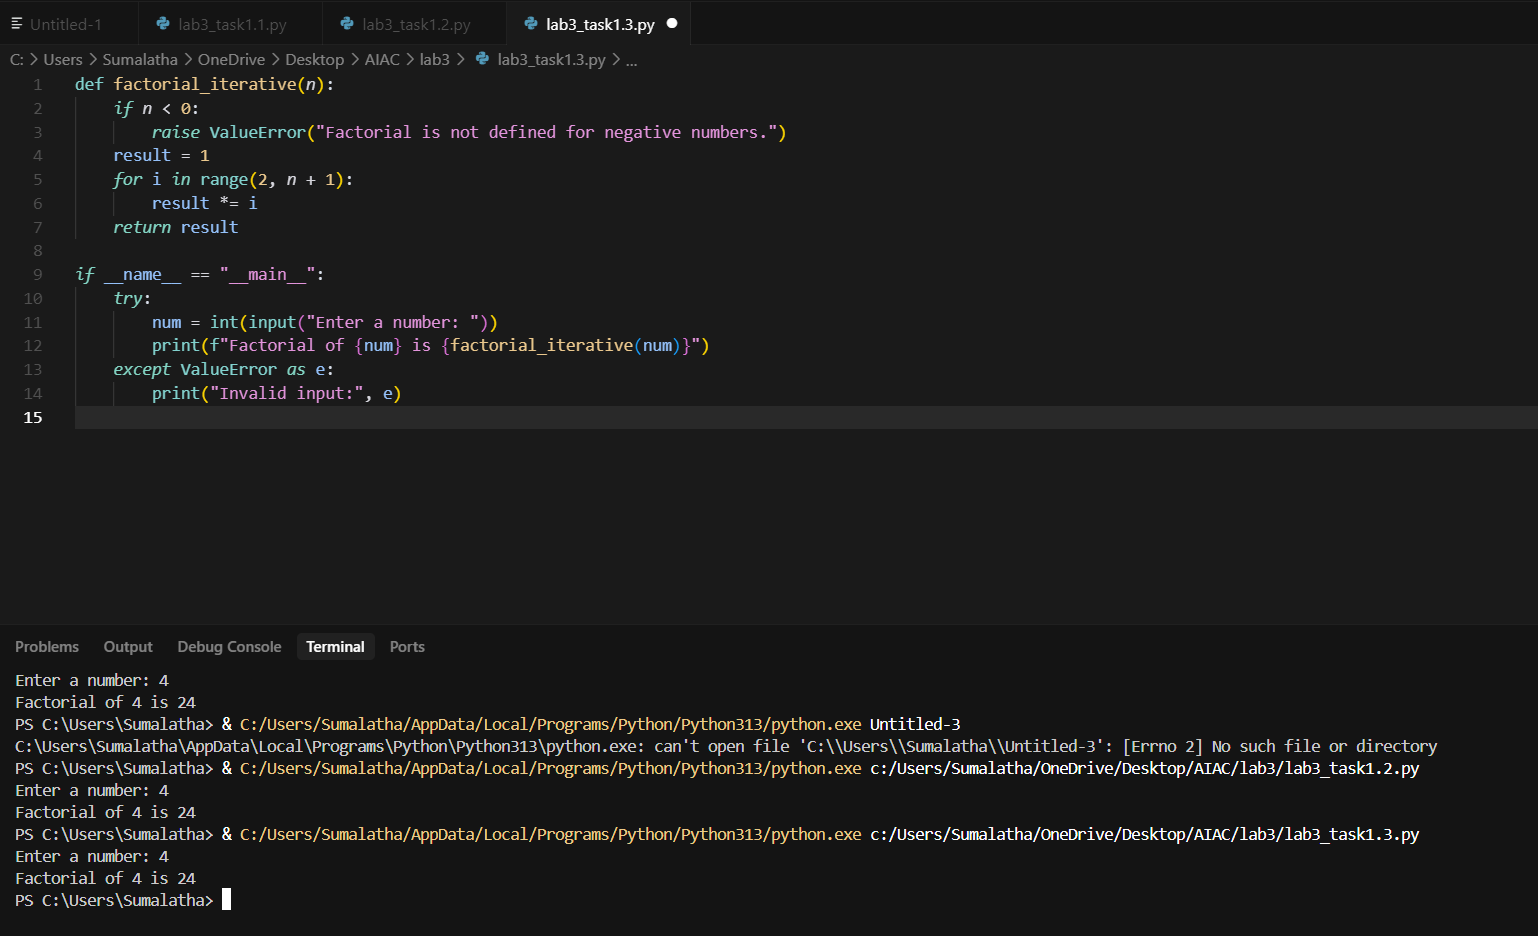 Untitled-1 lab3_task1.1.py lab3_task1.2.py lab3_task1.3.py
C: > Users > Sumalatha > OneDrive > Desktop > AIAC > lab3 > lab3_task1.3.py > ...
1 def factorial_iterative(n):
2     if n < 0:
3         raise ValueError("Factorial is not defined for negative numbers.")
4     result = 1
5     for i in range(2, n + 1):
6         result *= i
7     return result
8
9 if __name__ == "__main__":
10     try:
11         num = int(input("Enter a number: "))
12         print(f"Factorial of {num} is {factorial_iterative(num)}")
13     except ValueError as e:
14         print("Invalid input:", e)
15
Problems Output Debug Console Terminal Ports
Enter a number: 4
Factorial of 4 is 24
PS C:\Users\Sumalatha> & C:/Users/Sumalatha/AppData/Local/Programs/Python/Python313/python.exe Untitled-3
C:\Users\Sumalatha\AppData\Local\Programs\Python\Python313\python.exe: can't open file 'C:\\Users\\Sumalatha\\Untitled-3': [Errno 2] No such file or directory
PS C:\Users\Sumalatha> & C:/Users/Sumalatha/AppData/Local/Programs/Python/Python313/python.exe c:/Users/Sumalatha/OneDrive/Desktop/AIAC/lab3/lab3_task1.2.py
Enter a number: 4
Factorial of 4 is 24
PS C:\Users\Sumalatha> & C:/Users/Sumalatha/AppData/Local/Programs/Python/Python313/python.exe c:/Users/Sumalatha/OneDrive/Desktop/AIAC/lab3/lab3_task1.3.py
Enter a number: 4
Factorial of 4 is 24
PS C:\Users\Sumalatha>